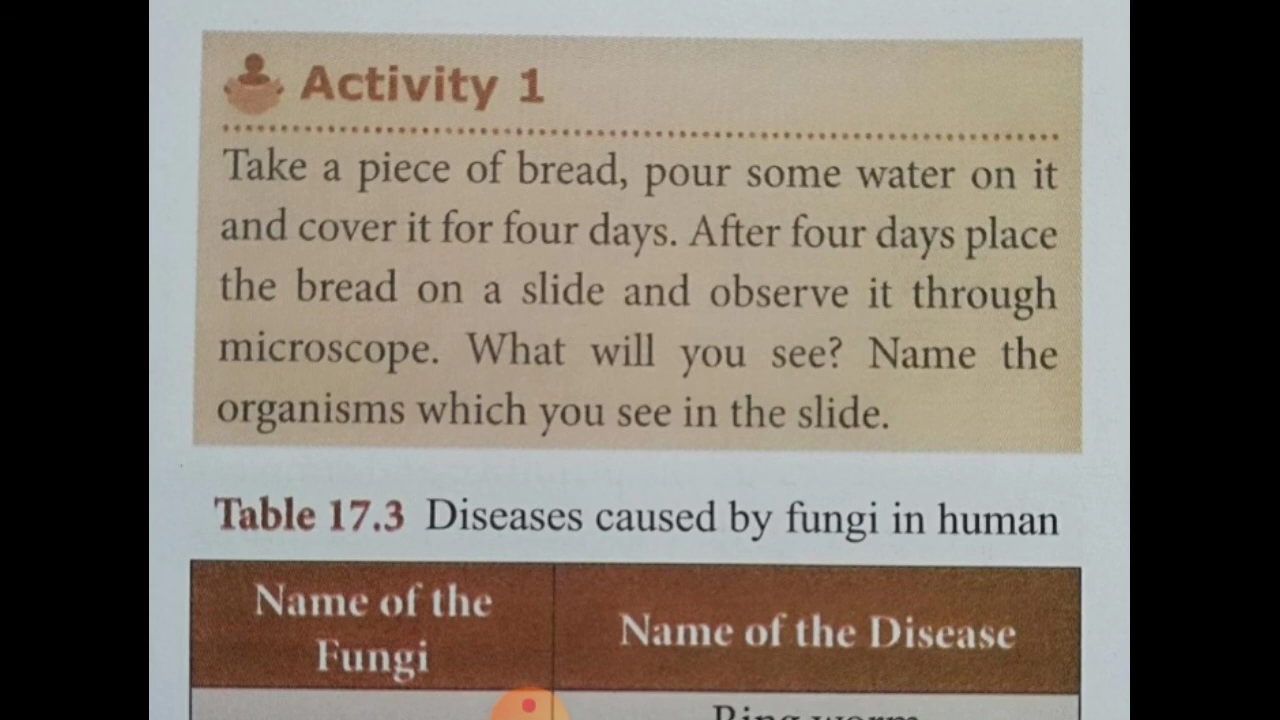 Activity 1
Take a piece of bread, pour some water on it
and cover it for four days. After four days place
the bread on a slide and observe it through
microscope. What will you see? Name the
organisms which you see in the slide.
Table 17.3 Diseases caused by fungi in human
Name of the
Fungi
Name of the Disease
Ring worm